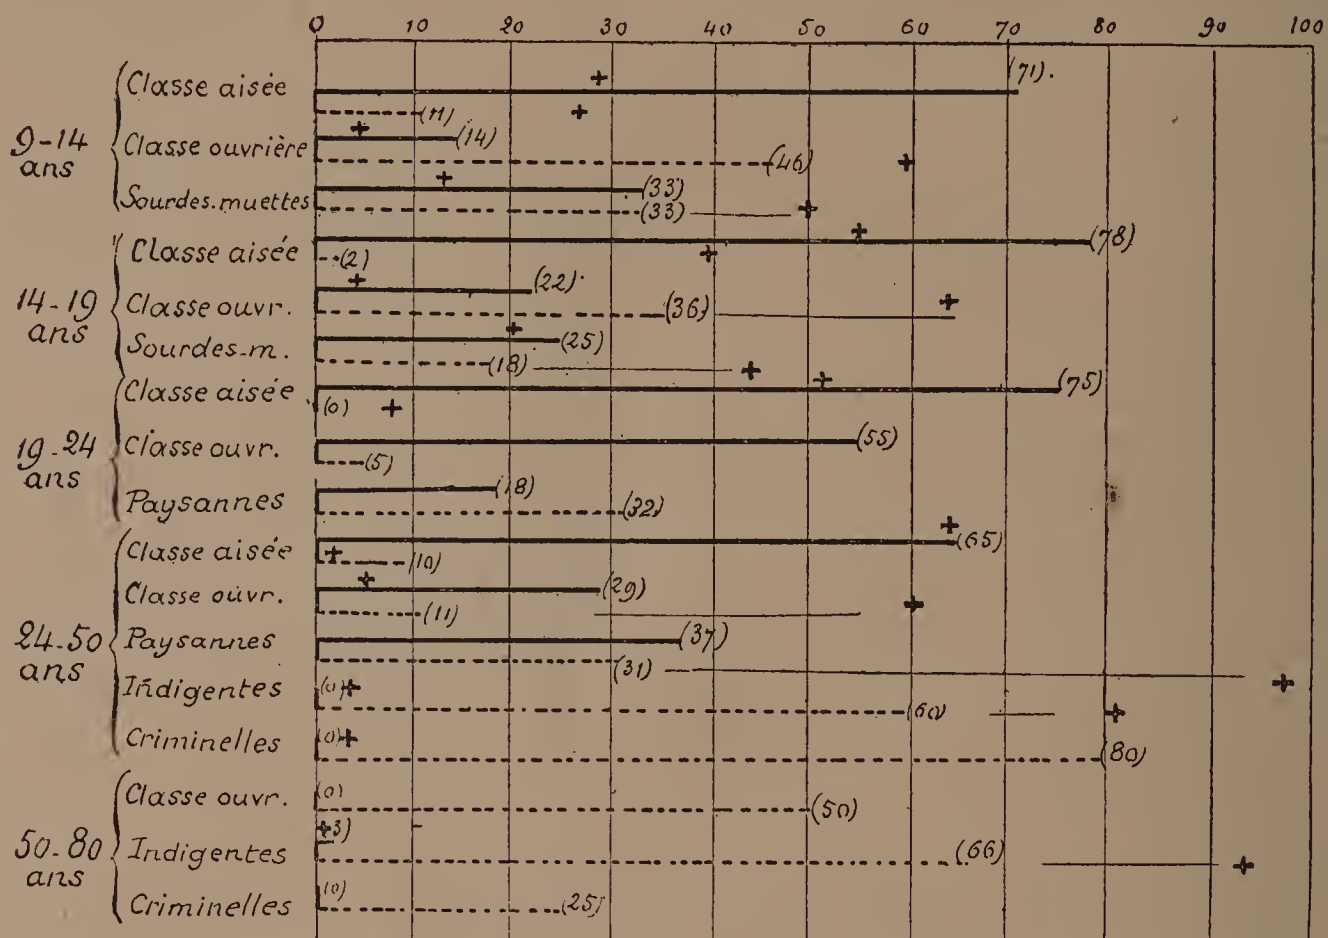 0 10 20 30 40 50 60 70 80 90 100
9-14 ans
Classe aisée (71).
(11)
Classe ouvrière (14)
(46)
Sourdes.muettes (33)
(33)
14-19 ans
Classe aisée (78)
(2)
Classe ouvr. (22)
(36)
Sourdes-m. (25)
(18)
19-24 ans
Classe aisée (75)
(0)
Classe ouvr. (55)
(5)
Paysannes (18)
(32)
24-50 ans
Classe aisée (65)
(10)
Classe ouvr. (29)
(11)
Paysannes (37)
(31)
Indigentes (0)
(60)
Criminelles (0)
(80)
50-80 ans
Classe ouvr. (0)
(50)
Indigentes 3)
(66)
Criminelles (0)
(25)